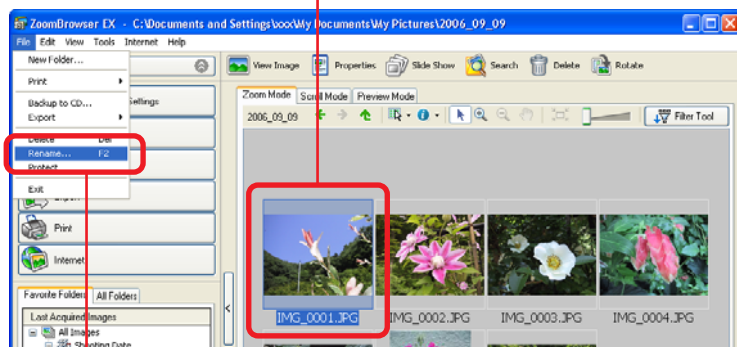 ZoomBrowser EX - C:\Documents and Settings\xxx\My Documents\My Pictures\2006_09_09
File Edit View Tools Internet Help
New Folder...
Print
Backup to CD...
Export
Delete Del
Rename... F2
Protect
Exit
Settings
Export
Print
Internet
Favorite Folders All Folders
Last Acquired Images
All Images
Shooting Date
View Image Properties Slide Show Search Delete Rotate
Zoom Mode Scroll Mode Preview Mode
2006_09_09 Filter Tool
IMG_0001.JPG IMG_0002.JPG IMG_0003.JPG IMG_0004.JPG